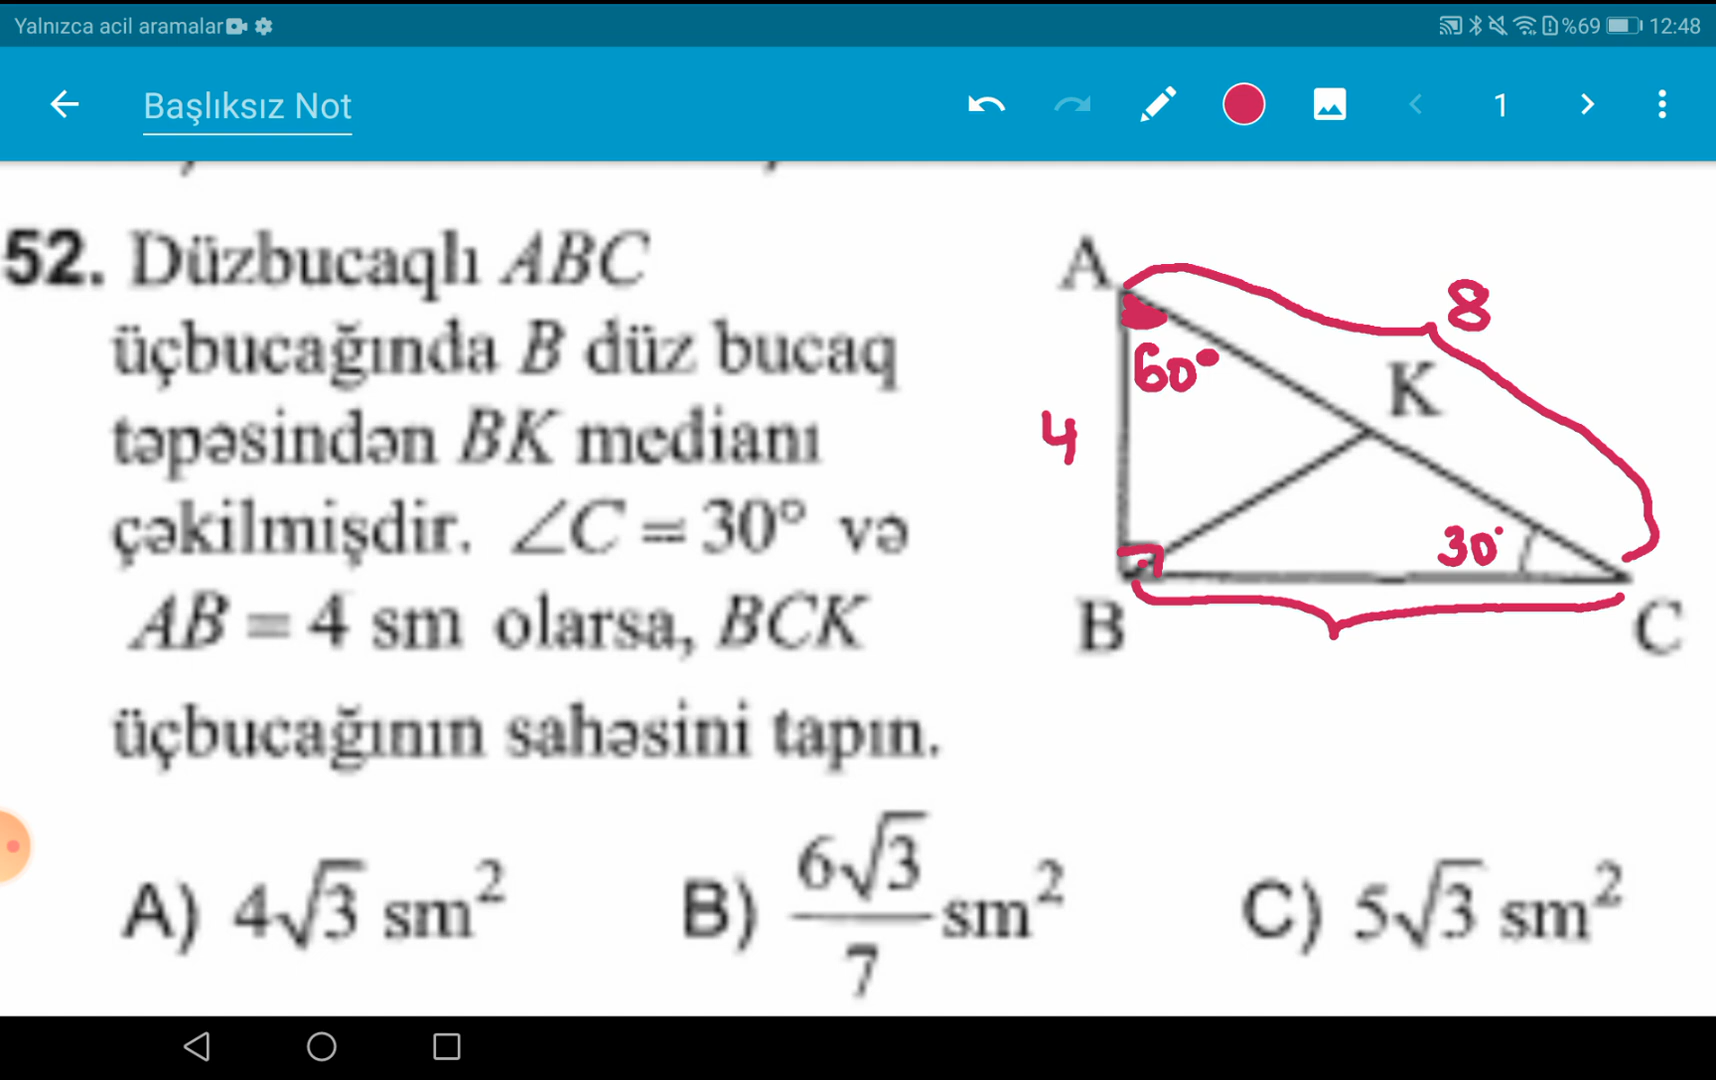 Yalnızca acil aramalar
%69 12:48
Başlıksız Not
1
52. Düzbucaqlı ABC
üçbucağında B düz bucaq
təpəsindən BK medianı
çəkilmişdir. ∠C = 30° və
AB = 4 sm olarsa, BCK
üçbucağının sahəsini tapın.
A
8
60°
K
4
30°
B
C
A) 4√3 sm² B) 6√3/7 sm² C) 5√3 sm²